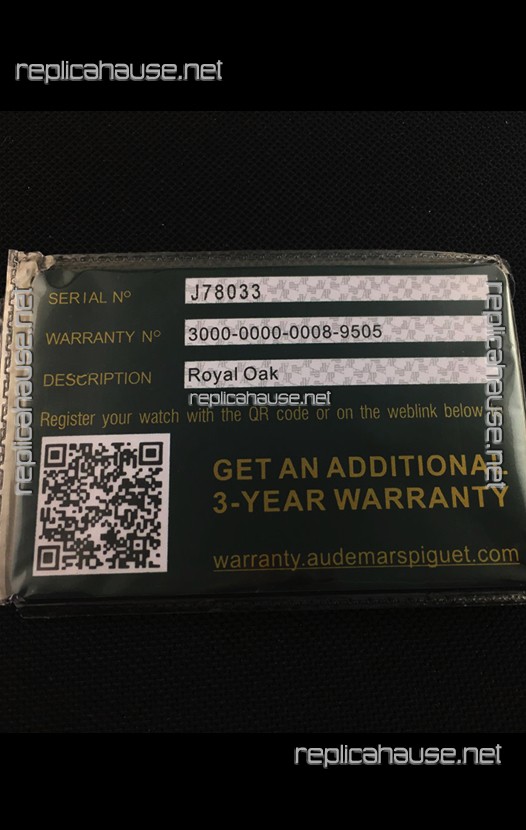 replicahause.net
SERIAL Nº
J78033
WARRANTY Nº
3000-0000-0008-9505
DESCRIPTION
Royal Oak
replicahause.net
Register your watch with the QR code or on the weblink below
GET AN ADDITIONAL
3-YEAR WARRANTY
warranty.audemarspiguet.com
replicahause.net
replicahause.net
replicahause.net